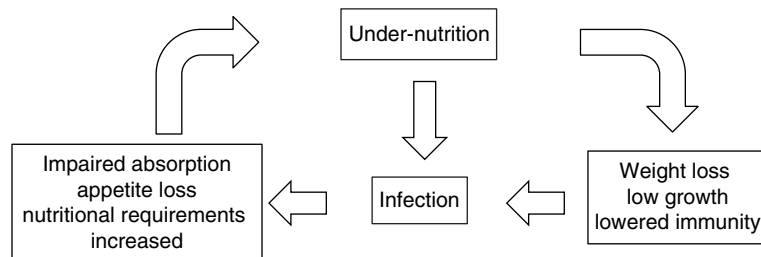 Under-nutrition
Impaired absorption
appetite loss
nutritional requirements
increased
Infection
Weight loss
low growth
lowered immunity